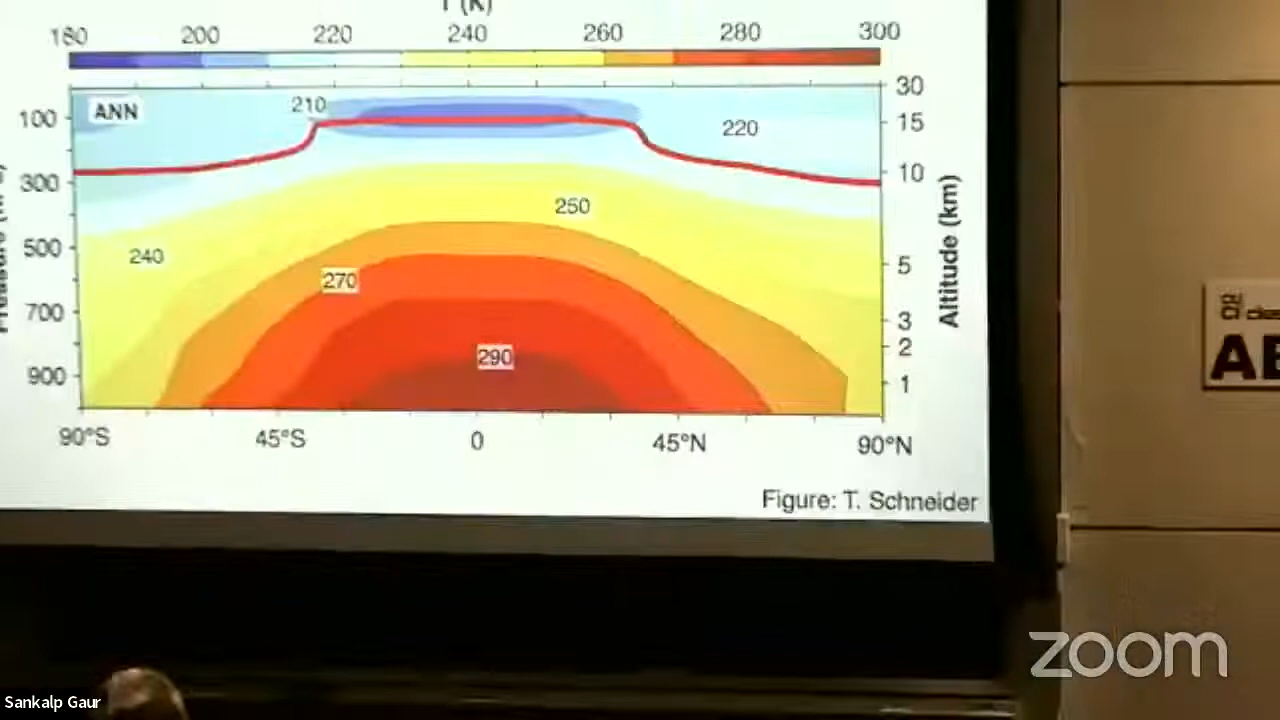 T (K)
180 200 220 240 260 280 300
ANN
210
220
250
240
270
290
100
300
500
700
900
30
15
10
5
3
2
1
Altitude (km)
90°S 45°S 0 45°N 90°N
Figure: T. Schneider
zoom
Sankalp Gaur